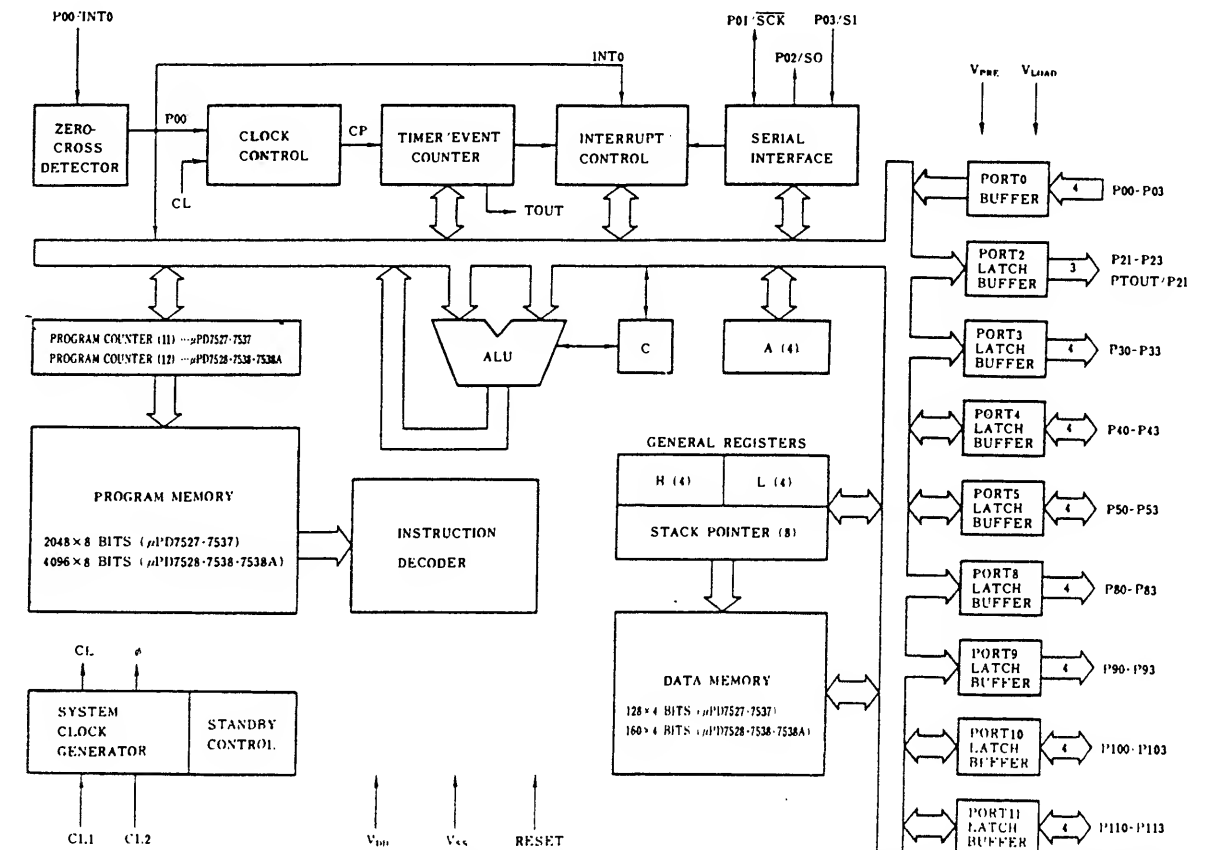 P00/INT0
P01/SCK
P03/SI
P02/SO
INT0
VPRE
VLOAD
ZERO-
CROSS
DETECTOR
P00
CLOCK
CONTROL
CL
CP
TIMER/EVENT
COUNTER
TOUT
INTERRUPT
CONTROL
SERIAL
INTERFACE
PORT0
BUFFER
4
P00-P03
PORT2
LATCH
BUFFER
3
P21-P23
PTOUT/P21
PROGRAM COUNTER (11) ···μPD7527·7537
PROGRAM COUNTER (12) ···μPD7528·7538·7538A
ALU
C
A (4)
PORT3
LATCH
BUFFER
4
P30-P33
PORT4
LATCH
BUFFER
4
P40-P43
GENERAL REGISTERS
H (4)
L (4)
STACK POINTER (8)
PROGRAM MEMORY
2048×8 BITS (μPD7527·7537)
4096×8 BITS (μPD7528·7538·7538A)
INSTRUCTION
DECODER
PORT5
LATCH
BUFFER
4
P50-P53
PORT8
LATCH
BUFFER
4
P80-P83
CL
φ
SYSTEM
CLOCK
GENERATOR
STANDBY
CONTROL
DATA MEMORY
128×4 BITS (μPD7527·7537)
160×4 BITS (μPD7528·7538·7538A)
PORT9
LATCH
BUFFER
4
P90-P93
PORT10
LATCH
BUFFER
4
P100-P103
CL1
CL2
VDD
VSS
RESET
PORT11
LATCH
BUFFER
4
P110-P113